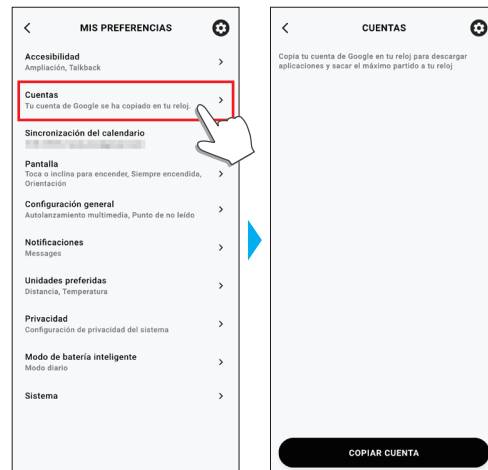 MIS PREFERENCIAS
Accesibilidad
Ampliación, Talkback
Cuentas
Tu cuenta de Google se ha copiado en tu reloj.
Sincronización del calendario
Pantalla
Toca o inclina para encender, Siempre encendida,
Orientación
Configuración general
Autolanzamiento multimedia, Punto de no leído
Notificaciones
Messages
Unidades preferidas
Distancia, Temperatura
Privacidad
Configuración de privacidad del sistema
Modo de batería inteligente
Modo diario
Sistema
CUENTAS
Copia tu cuenta de Google en tu reloj para descargar
aplicaciones y sacar el máximo partido a tu reloj
COPIAR CUENTA